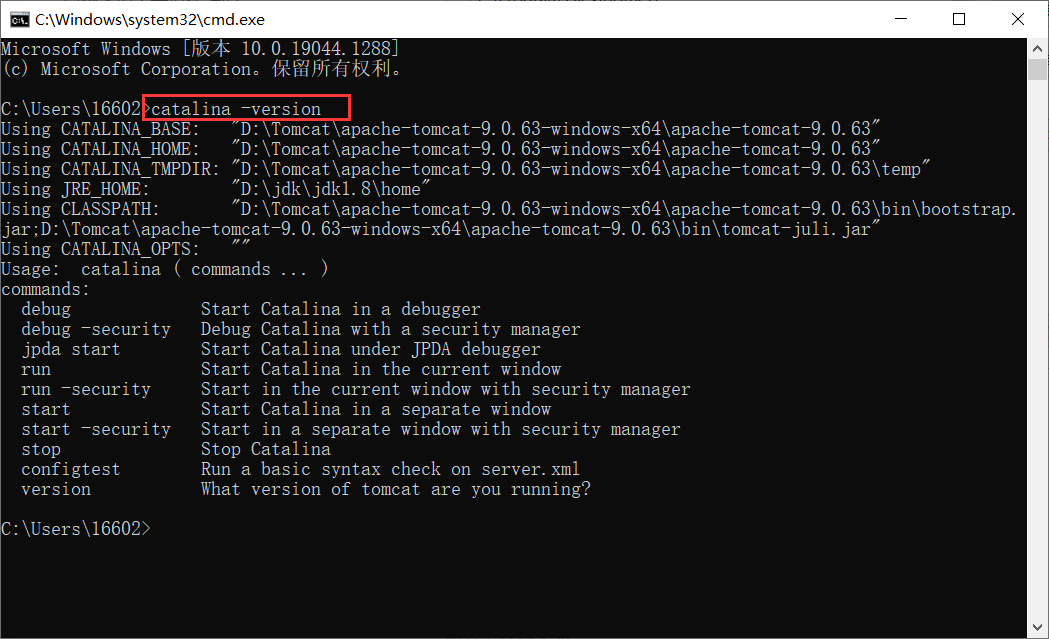 C:\Windows\system32\cmd.exe
Microsoft Windows [版本 10.0.19044.1288]
(c) Microsoft Corporation。保留所有权利。
C:\Users\16602>catalina -version
Using CATALINA_BASE:   "D:\Tomcat\apache-tomcat-9.0.63-windows-x64\apache-tomcat-9.0.63"
Using CATALINA_HOME:   "D:\Tomcat\apache-tomcat-9.0.63-windows-x64\apache-tomcat-9.0.63"
Using CATALINA_TMPDIR: "D:\Tomcat\apache-tomcat-9.0.63-windows-x64\apache-tomcat-9.0.63\temp"
Using JRE_HOME:        "D:\jdk\jdk1.8\home"
Using CLASSPATH:       "D:\Tomcat\apache-tomcat-9.0.63-windows-x64\apache-tomcat-9.0.63\bin\bootstrap.
jar;D:\Tomcat\apache-tomcat-9.0.63-windows-x64\apache-tomcat-9.0.63\bin\tomcat-juli.jar"
Using CATALINA_OPTS:   ""
Usage:  catalina ( commands ... )
commands:
  debug             Start Catalina in a debugger
  debug -security   Debug Catalina with a security manager
  jpda start        Start Catalina under JPDA debugger
  run               Start Catalina in the current window
  run -security     Start in the current window with security manager
  start             Start Catalina in a separate window
  start -security   Start in a separate window with security manager
  stop              Stop Catalina
  configtest        Run a basic syntax check on server.xml
  version           What version of tomcat are you running?
C:\Users\16602>